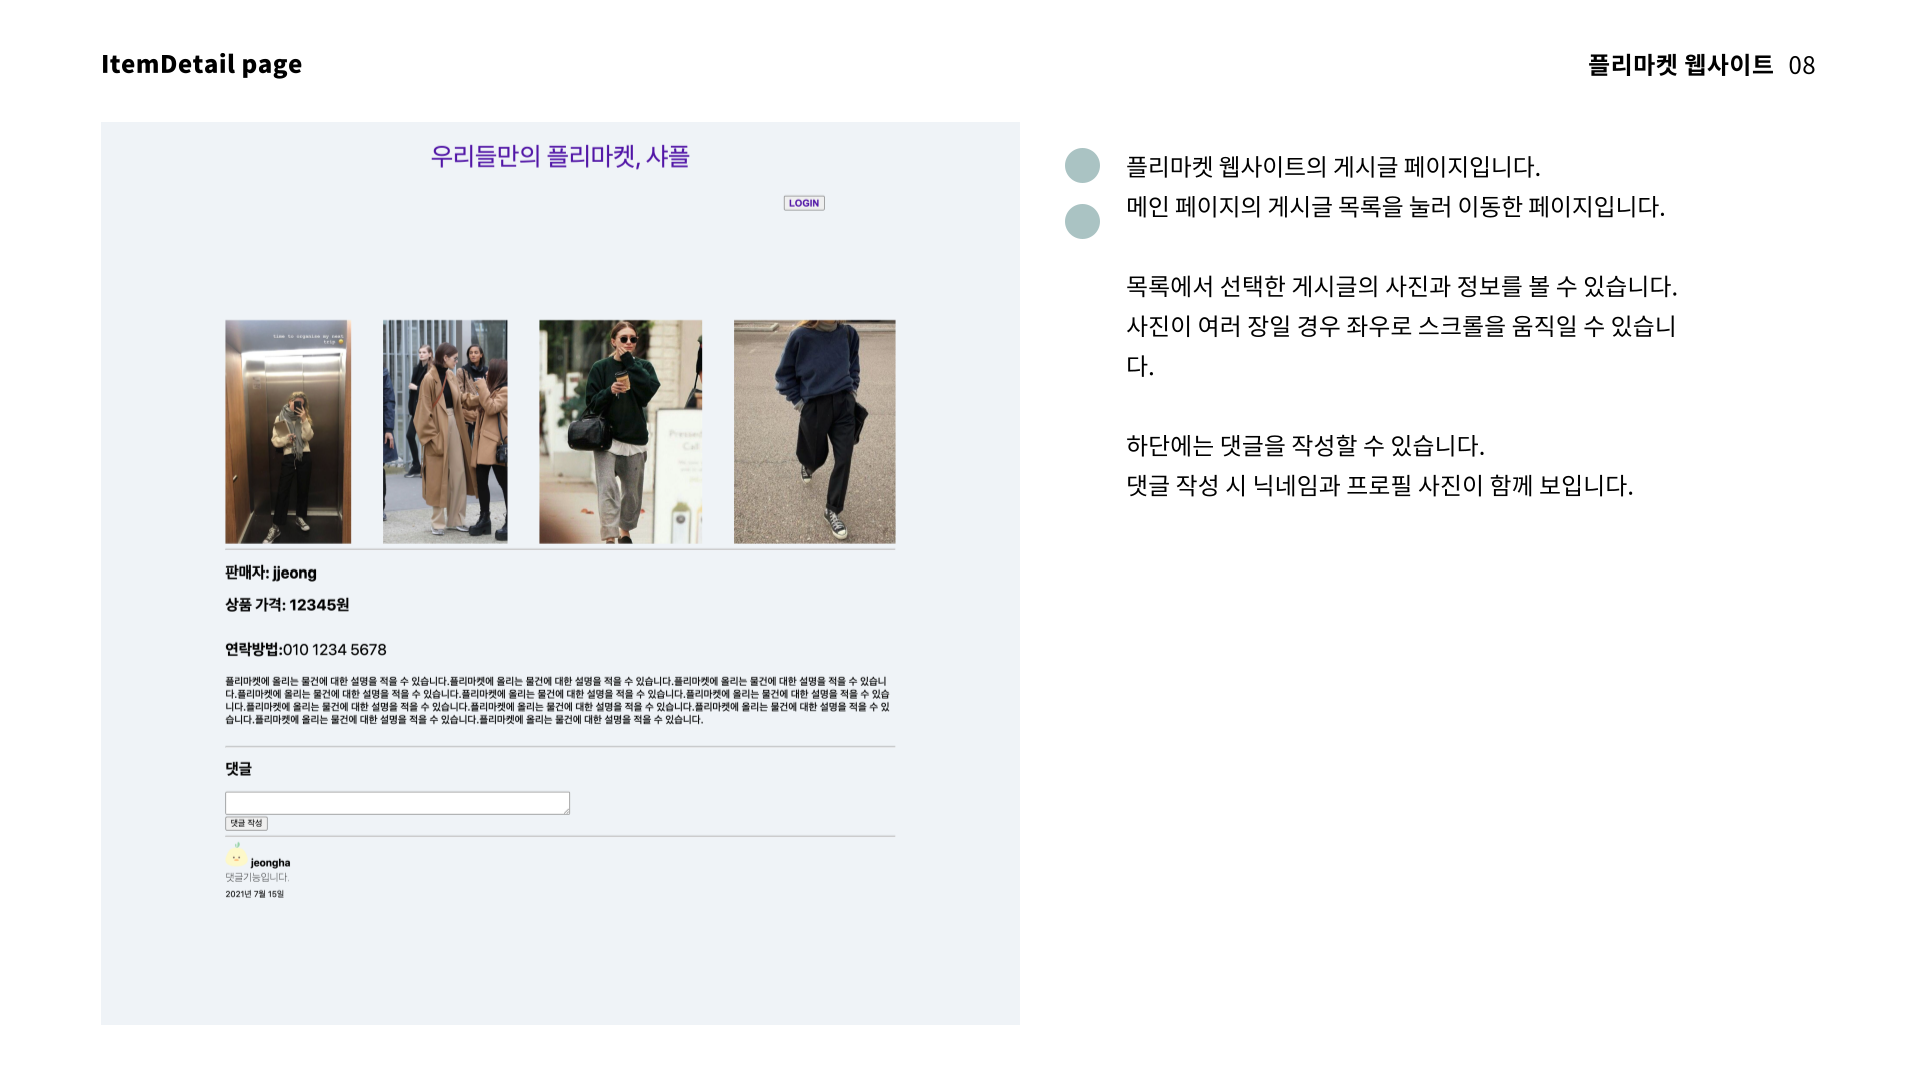 ItemDetail page
플리마켓 웹사이트 08
우리들만의 플리마켓, 샤플
LOGIN
time to organise my next
trip
판매자: jjeong
상품 가격: 12345원
연락방법:010 1234 5678
플리마켓에 올리는 물건에 대한 설명을 적을 수 있습니다.플리마켓에 올리는 물건에 대한 설명을 적을 수 있습니다.플리마켓에 올리는 물건에 대한 설명을 적을 수 있습니
다.플리마켓에 올리는 물건에 대한 설명을 적을 수 있습니다.플리마켓에 올리는 물건에 대한 설명을 적을 수 있습니다.플리마켓에 올리는 물건에 대한 설명을 적을 수 있습
니다.플리마켓에 올리는 물건에 대한 설명을 적을 수 있습니다.플리마켓에 올리는 물건에 대한 설명을 적을 수 있습니다.플리마켓에 올리는 물건에 대한 설명을 적을 수 있
습니다.플리마켓에 올리는 물건에 대한 설명을 적을 수 있습니다.플리마켓에 올리는 물건에 대한 설명을 적을 수 있습니다.
댓글
댓글 작성
jeongha
댓글기능입니다.
2021년 7월 15일
플리마켓 웹사이트의 게시글 페이지입니다.
메인 페이지의 게시글 목록을 눌러 이동한 페이지입니다.
목록에서 선택한 게시글의 사진과 정보를 볼 수 있습니다.
사진이 여러 장일 경우 좌우로 스크롤을 움직일 수 있습니
다.
하단에는 댓글을 작성할 수 있습니다.
댓글 작성 시 닉네임과 프로필 사진이 함께 보입니다.